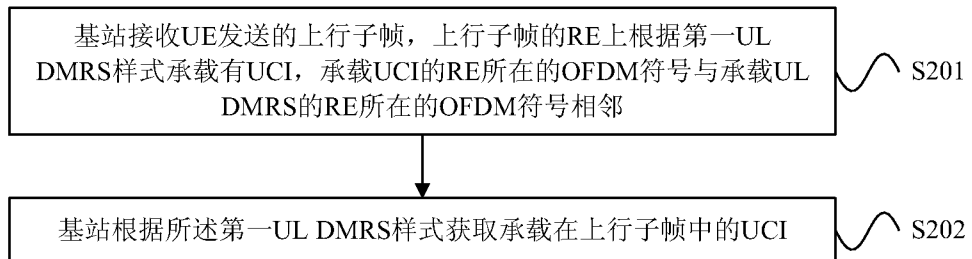 基站接收UE发送的上行子帧，上行子帧的RE上根据第一UL
DMRS样式承载有UCI，承载UCI的RE所在的OFDM符号与承载UL
DMRS的RE所在的OFDM符号相邻
S201
基站根据所述第一UL DMRS样式获取承载在上行子帧中的UCI
S202